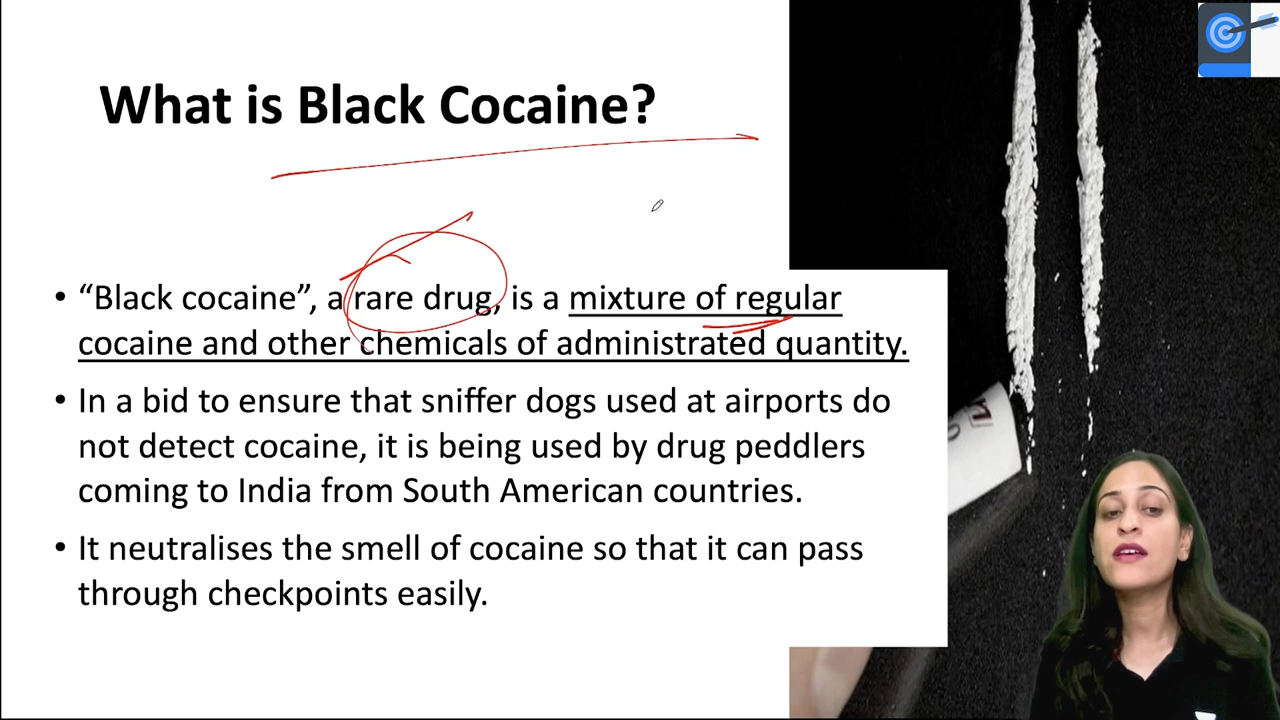 What is Black Cocaine?
• “Black cocaine”, a rare drug, is a mixture of regular
cocaine and other chemicals of administrated quantity.
• In a bid to ensure that sniffer dogs used at airports do
not detect cocaine, it is being used by drug peddlers
coming to India from South American countries.
• It neutralises the smell of cocaine so that it can pass
through checkpoints easily.